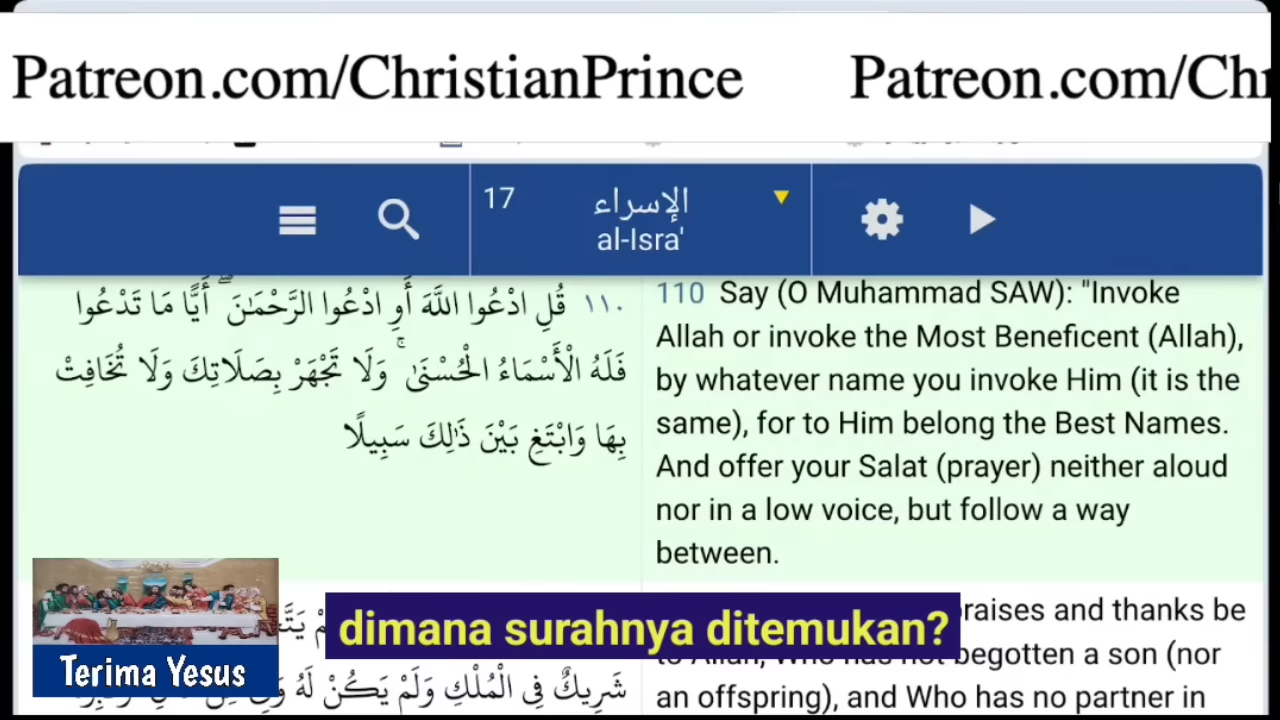 Patreon.com/ChristianPrince Patreon.com/Chr
17
الإسراء
al-Isra'
١١٠ قُلِ ادْعُوا اللَّهَ أَوِ ادْعُوا الرَّحْمَـٰنَ ۖ أَيًّا مَا تَدْعُوا
فَلَهُ الْأَسْمَاءُ الْحُسْنَىٰ ۚ وَلَا تَجْهَرْ بِصَلَاتِكَ وَلَا تُخَافِتْ
بِهَا وَابْتَغِ بَيْنَ ذَٰلِكَ سَبِيلًا
110 Say (O Muhammad SAW): "Invoke
Allah or invoke the Most Beneficent (Allah),
by whatever name you invoke Him (it is the
same), for to Him belong the Best Names.
And offer your Salat (prayer) neither aloud
nor in a low voice, but follow a way
between.
شَرِيكٌ فِي الْمُلْكِ وَلَمْ يَكُنْ لَهُ
raises and thanks be
begotten a son (nor
an offspring), and Who has no partner in
dimana surahnya ditemukan?
Terima Yesus